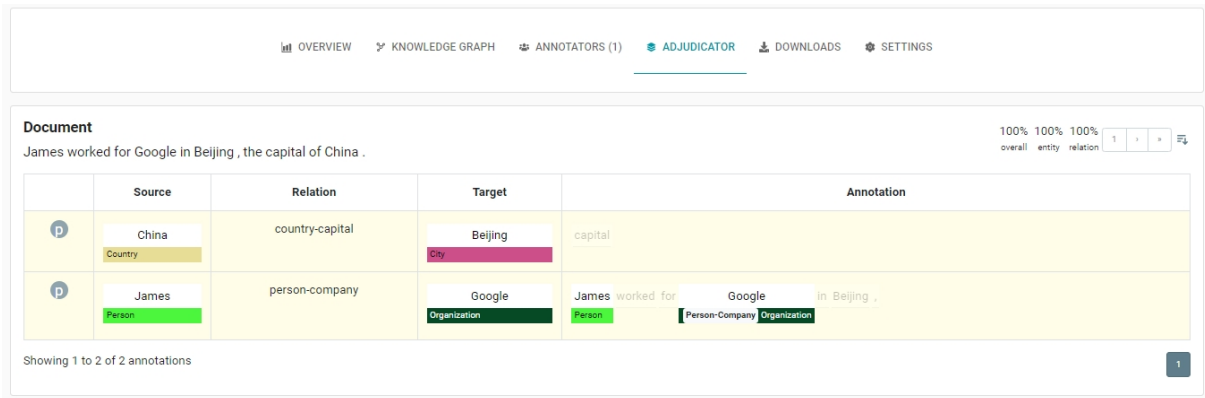 OVERVIEW KNOWLEDGE GRAPH ANNOTATORS (1) ADJUDICATOR DOWNLOADS SETTINGS
Document
100% 100% 100%
overall entity relation 1 › »
James worked for Google in Beijing , the capital of China .
Source Relation Target Annotation
p China country-capital Beijing capital
Country City
p James person-company Google James worked for Google in Beijing ,
Person Organization Person Person-Company Organization
Showing 1 to 2 of 2 annotations 1